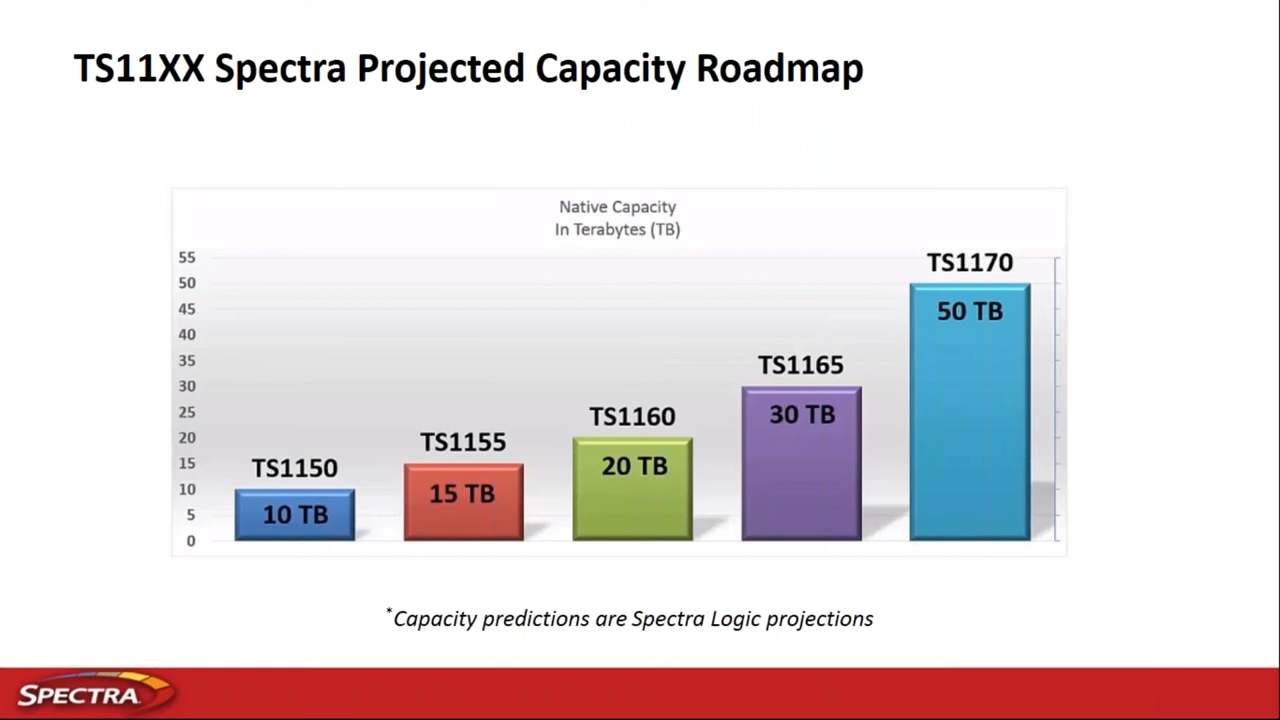 TS11XX Spectra Projected Capacity Roadmap
Native Capacity
In Terabytes (TB)
55
50
45
40
35
30
25
20
15
10
5
0
TS1150
10 TB
TS1155
15 TB
TS1160
20 TB
TS1165
30 TB
TS1170
50 TB
*Capacity predictions are Spectra Logic projections
SPECTRA